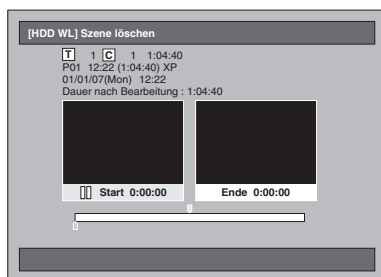 [HDD WL] Szene löschen
T 1 C 1 1:04:40
P01 12:22 (1:04:40) XP
01/01/07(Mon) 12:22
Dauer nach Bearbeitung : 1:04:40
Start 0:00:00 Ende 0:00:00